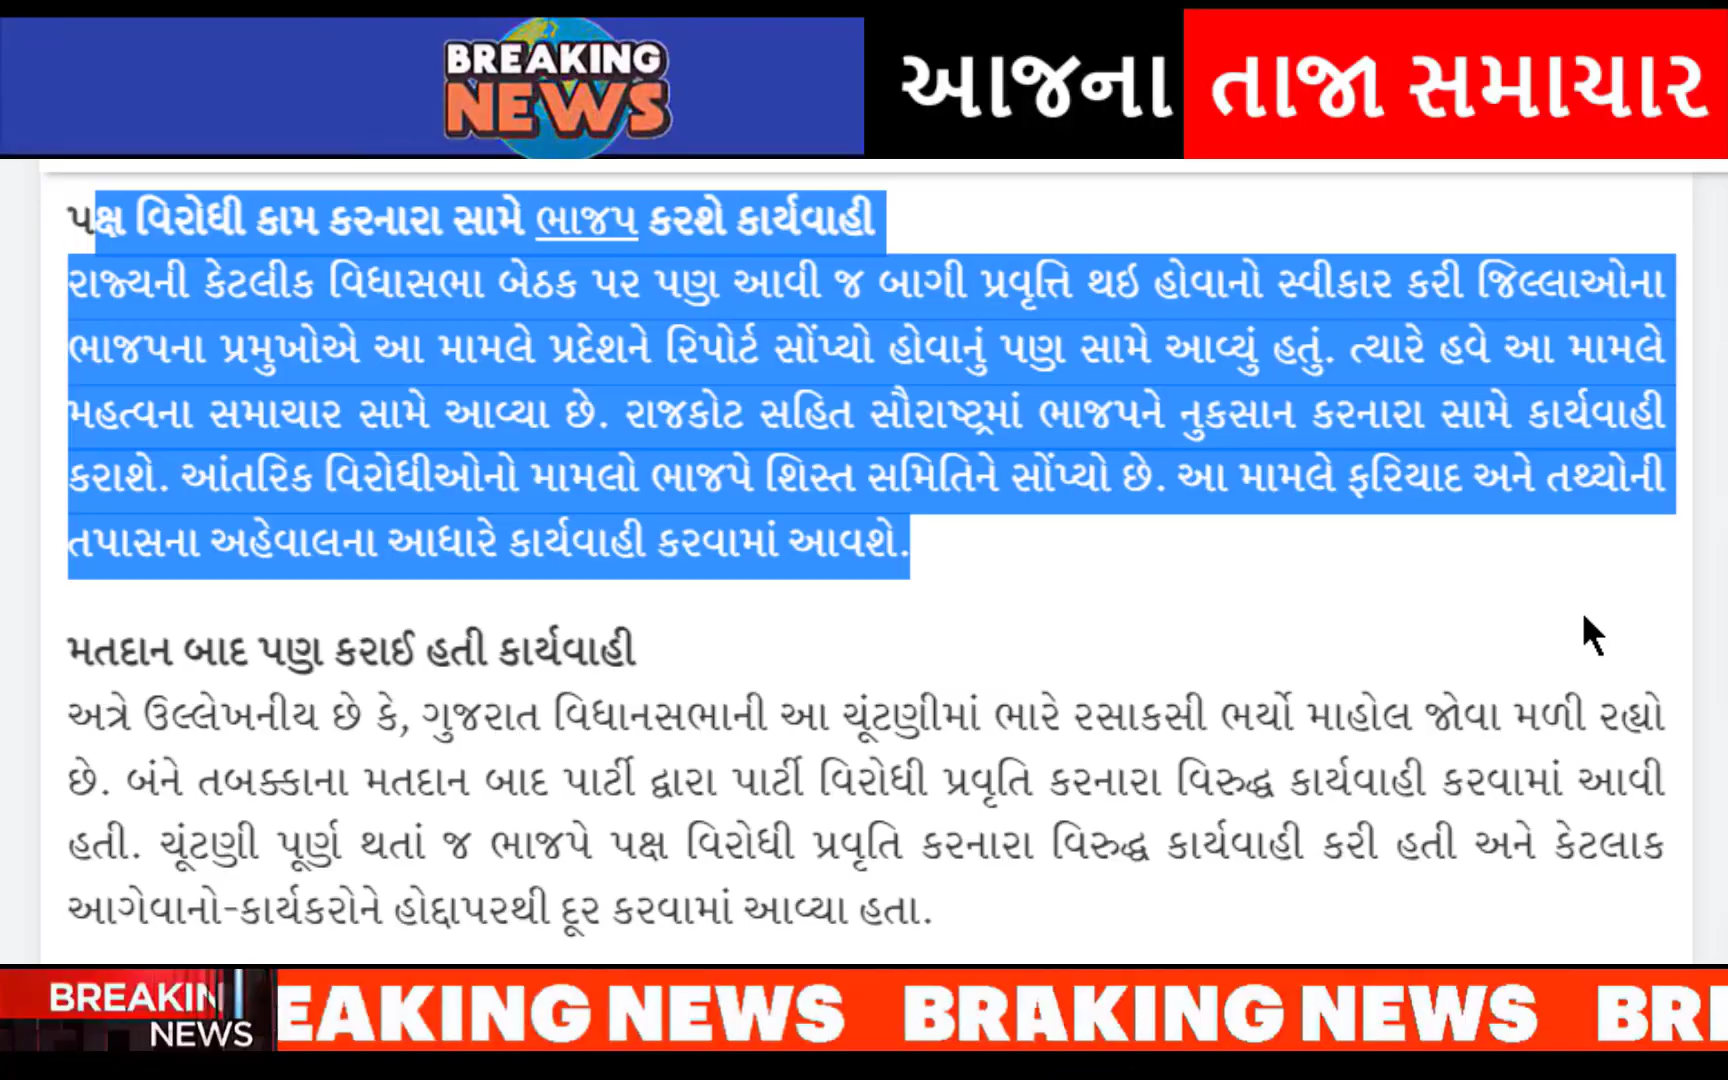 BREAKING
NEWS
આજના તાજા સમાચાર
પક્ષ વિરોધી કામ કરનારા સામે ભાજપ કરશે કાર્યવાહી
રાજ્યની કેટલીક વિધાસભા બેઠક પર પણ આવી જ બાગી પ્રવૃત્તિ થઇ હોવાનો સ્વીકાર કરી જિલ્લાઓના
ભાજપના પ્રમુખોએ આ મામલે પ્રદેશને રિપોર્ટ સોંપ્યો હોવાનું પણ સામે આવ્યું હતું. ત્યારે હવે આ મામલે
મહત્વના સમાચાર સામે આવ્યા છે. રાજકોટ સહિત સૌરાષ્ટ્રમાં ભાજપને નુકસાન કરનારા સામે કાર્યવાહી
કરાશે. આંતરિક વિરોધીઓનો મામલો ભાજપે શિસ્ત સમિતિને સોંપ્યો છે. આ મામલે ફરિયાદ અને તથ્યોની
તપાસના અહેવાલના આધારે કાર્યવાહી કરવામાં આવશે.
મતદાન બાદ પણ કરાઈ હતી કાર્યવાહી
અત્રે ઉલ્લેખનીય છે કે, ગુજરાત વિધાનસભાની આ ચૂંટણીમાં ભારે રસાકસી ભર્યો માહોલ જોવા મળી રહ્યો
છે. બંને તબક્કાના મતદાન બાદ પાર્ટી દ્વારા પાર્ટી વિરોધી પ્રવૃતિ કરનારા વિરુદ્ધ કાર્યવાહી કરવામાં આવી
હતી. ચૂંટણી પૂર્ણ થતાં જ ભાજપે પક્ષ વિરોધી પ્રવૃતિ કરનારા વિરુદ્ધ કાર્યવાહી કરી હતી અને કેટલાક
આગેવાનો-કાર્યકરોને હોદ્દાપરથી દૂર કરવામાં આવ્યા હતા.
BREAKIN
NEWS
EAKING NEWS BRAKING NEWS BRI